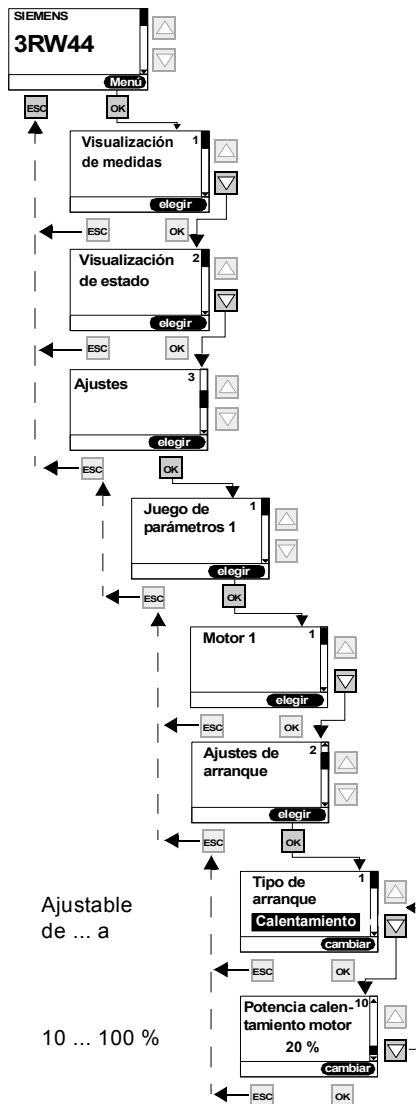 SIEMENS
3RW44
Menú
ESC
OK
Visualización
de medidas
1
elegir
ESC
OK
Visualización
de estado
2
elegir
ESC
OK
Ajustes
3
elegir
ESC
OK
Juego de
parámetros 1
1
elegir
ESC
OK
Motor 1
1
elegir
ESC
OK
Ajustes de
arranque
2
elegir
ESC
OK
Tipo de
arranque
1
Calentamiento
cambiar
Ajustable
de ... a
ESC
OK
Potencia calen-
tamiento motor
10
20 %
cambiar
10 ... 100 %
ESC
OK